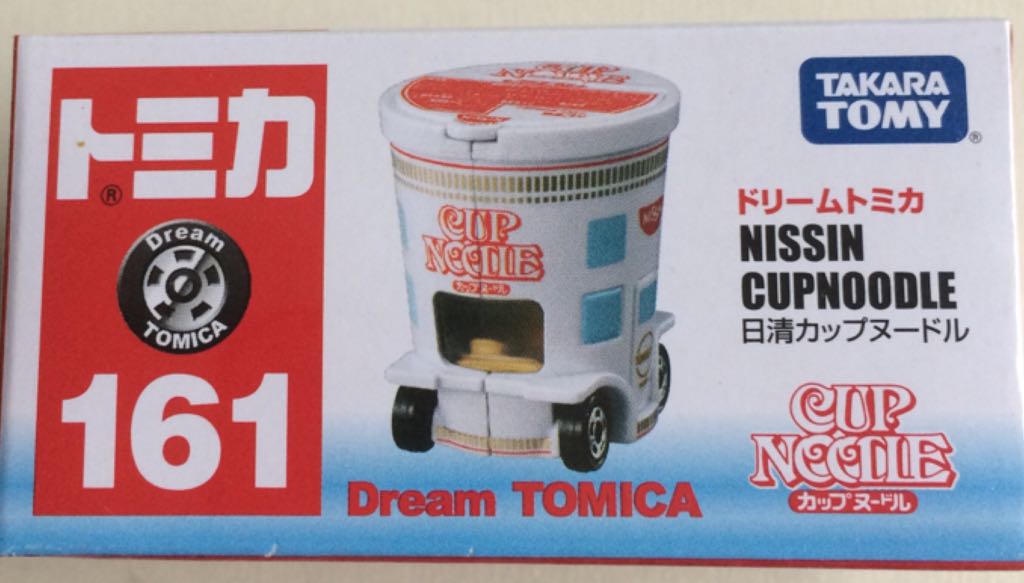 トミカ
®
Dream
TOMICA
161
CUP
NOODLE
カップヌードル
Dream TOMICA
TAKARA
TOMY
®
ドリームトミカ
NISSIN
CUPNOODLE
日清カップヌードル
CUP
NOODLE
カップヌードル